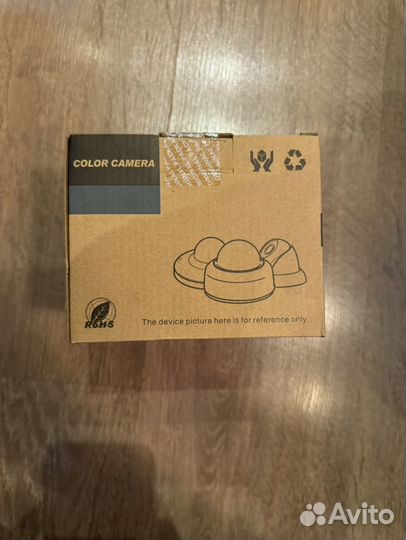 COLOR CAMERA
RoHS
The device picture here is for reference only.
Avito